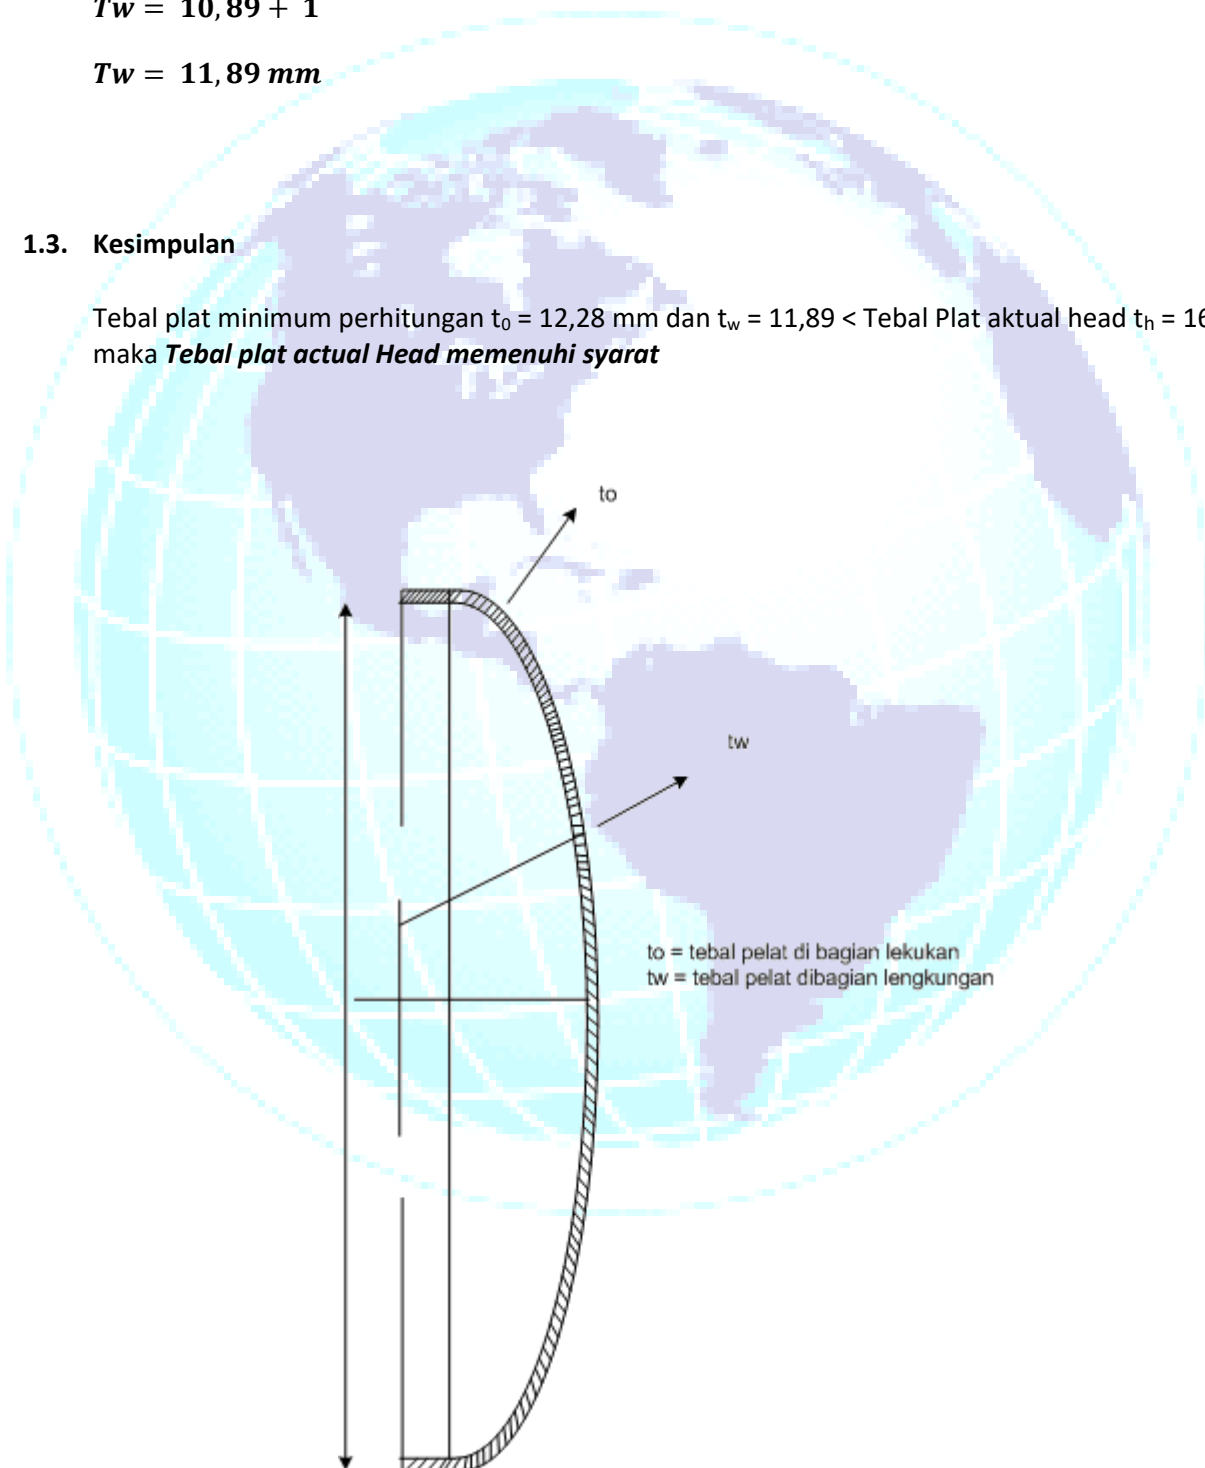 Tw = 10,89 + 1
Tw = 11,89 mm
1.3. Kesimpulan
Tebal plat minimum perhitungan t0 = 12,28 mm dan tw = 11,89 < Tebal Plat aktual head th = 16
maka Tebal plat actual Head memenuhi syarat
to
tw
to = tebal pelat di bagian lekukan
tw = tebal pelat dibagian lengkungan